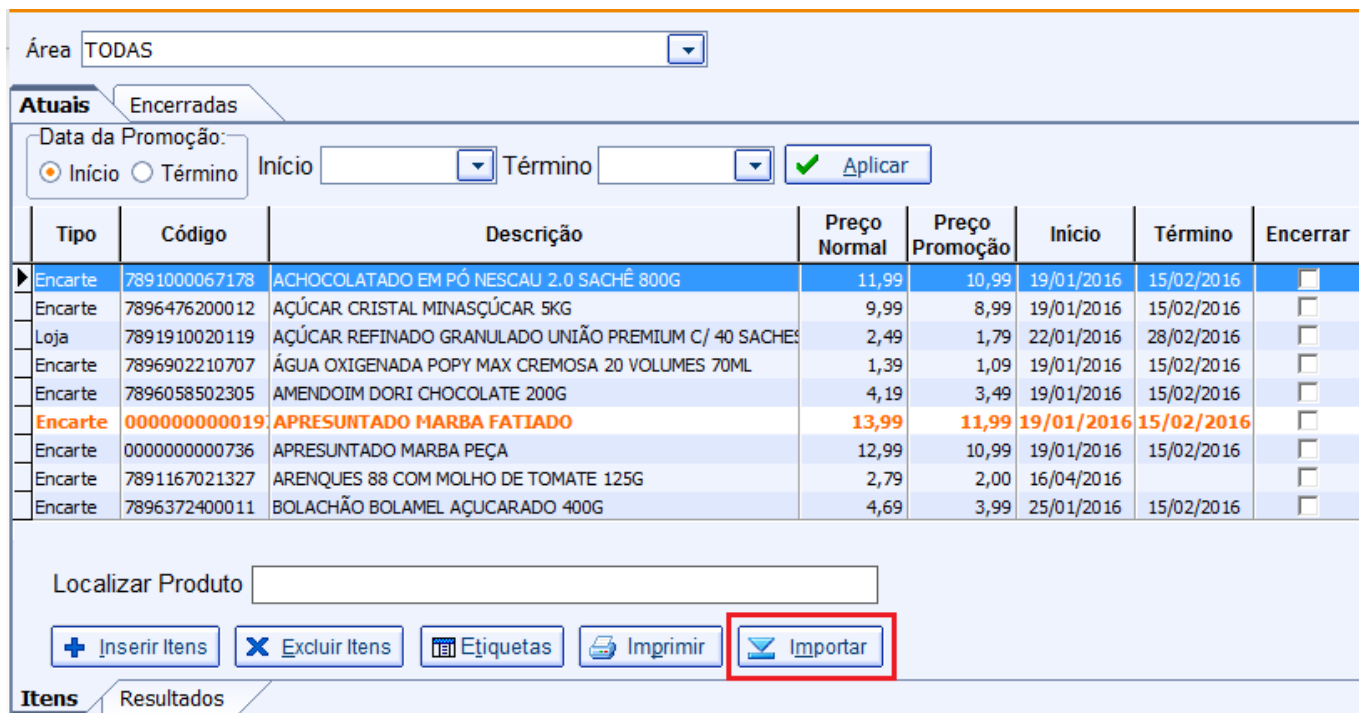 Área TODAS
Atuais Encerradas
Data da Promoção:
Início Término Início Término Aplicar
Tipo Código Descrição Preço Normal Preço Promoção Início Término Encerrar
Encarte 7891000067178 ACHOCOLATADO EM PÓ NESCAU 2.0 SACHÊ 800G 11,99 10,99 19/01/2016 15/02/2016
Encarte 7896476200012 AÇÚCAR CRISTAL MINASÇÚCAR 5KG 9,99 8,99 19/01/2016 15/02/2016
Loja 7891910020119 AÇÚCAR REFINADO GRANULADO UNIÃO PREMIUM C/ 40 SACHES 2,49 1,79 22/01/2016 28/02/2016
Encarte 7896902210707 ÁGUA OXIGENADA POPY MAX CREMOSA 20 VOLUMES 70ML 1,39 1,09 19/01/2016 15/02/2016
Encarte 7896058502305 AMENDOIM DORI CHOCOLATE 200G 4,19 3,49 19/01/2016 15/02/2016
Encarte 000000000019 APRESUNTADO MARBA FATIADO 13,99 11,99 19/01/2016 15/02/2016
Encarte 0000000000736 APRESUNTADO MARBA PEÇA 12,99 10,99 19/01/2016 15/02/2016
Encarte 7891167021327 ARENQUES 88 COM MOLHO DE TOMATE 125G 2,79 2,00 16/04/2016
Encarte 7896372400011 BOLACHÃO BOLAMEL AÇUCARADO 400G 4,69 3,99 25/01/2016 15/02/2016
Localizar Produto
Inserir Itens Excluir Itens Etiquetas Imprimir Importar
Itens Resultados